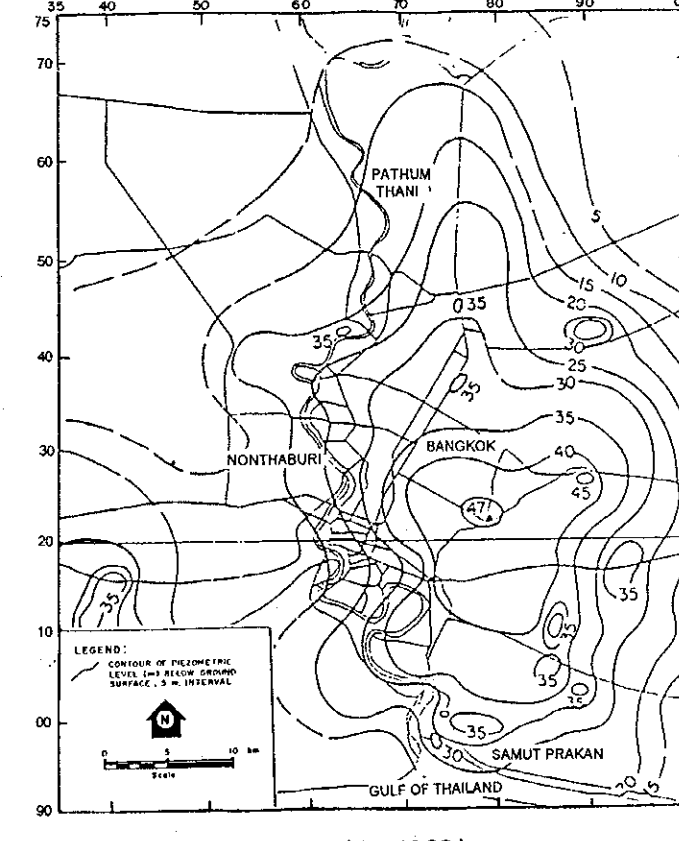 35 40 50 60 70 80 90
75
70
60
50
40
30
20
10
00
90
PATHUM
THANI
5
10
15
20
35
35
30
25
30
35
35
BANGKOK
40
NONTHABURI
45
47
35
35
35
35
35
35
30
SAMUT PRAKAN
GULF OF THAILAND
LEGEND:
CONTOUR OF PIEZOMETRIC
LEVEL (m) BELOW GROUND
SURFACE, 5 m. INTERVAL
N
0 5 10 km
Scale